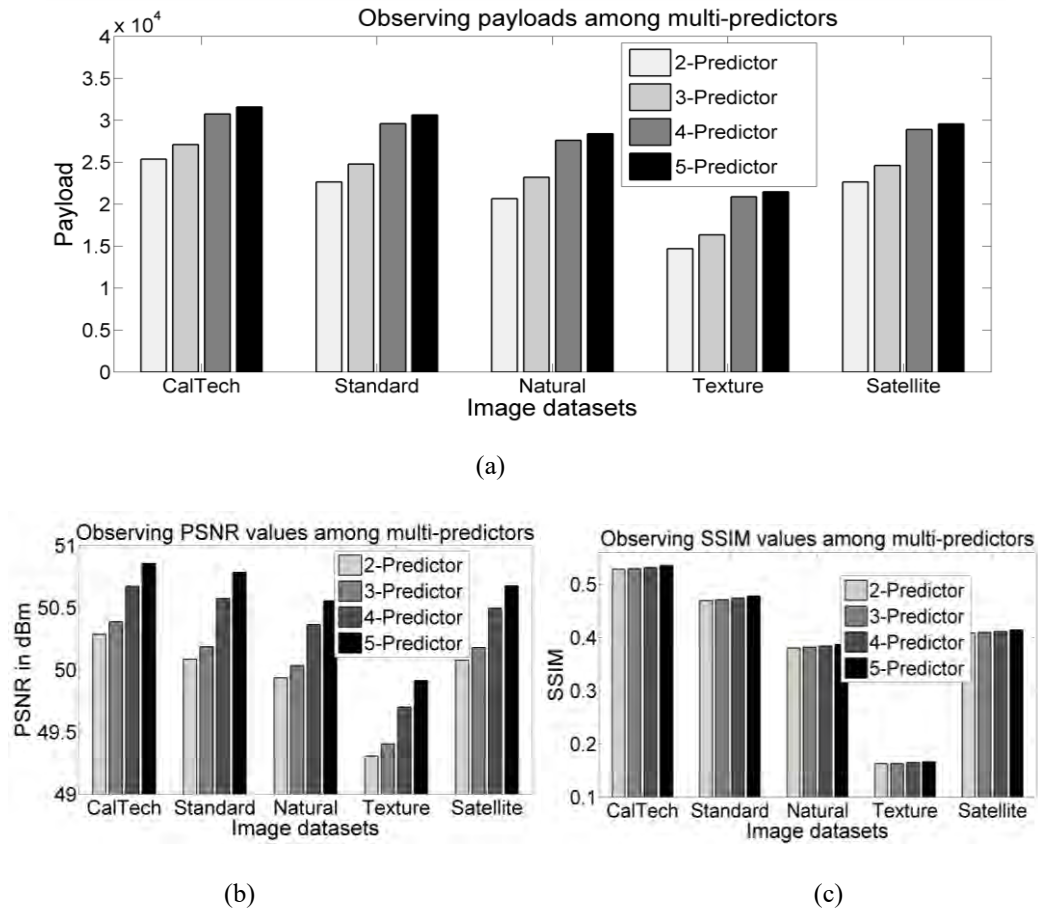 Observing payloads among multi-predictors
× 10⁴
4
3.5
3
2.5
2
1.5
1
0.5
0
Payload
2-Predictor
3-Predictor
4-Predictor
5-Predictor
CalTech Standard Natural Texture Satellite
Image datasets
(a)
Observing PSNR values among multi-predictors
51
50.5
50
49.5
49
PSNR in dBm
2-Predictor
3-Predictor
4-Predictor
5-Predictor
CalTech Standard Natural Texture Satellite
Image datasets
(b)
Observing SSIM values among multi-predictors
0.5
0.4
0.3
0.2
0.1
SSIM
2-Predictor
3-Predictor
4-Predictor
5-Predictor
CalTech Standard Natural Texture Satellite
Image datasets
(c)